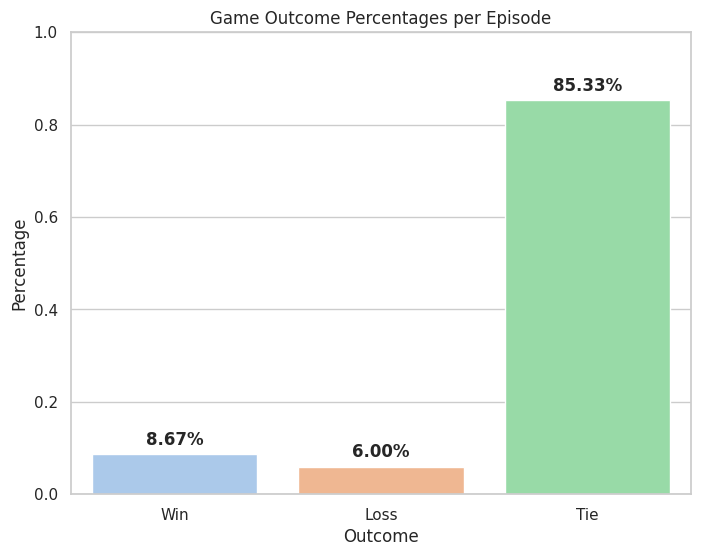 Game Outcome Percentages per Episode
1.0
85.33%
0.8
0.6
Percentage
0.4
0.2
8.67%
6.00%
0.0
Win Loss Tie
Outcome